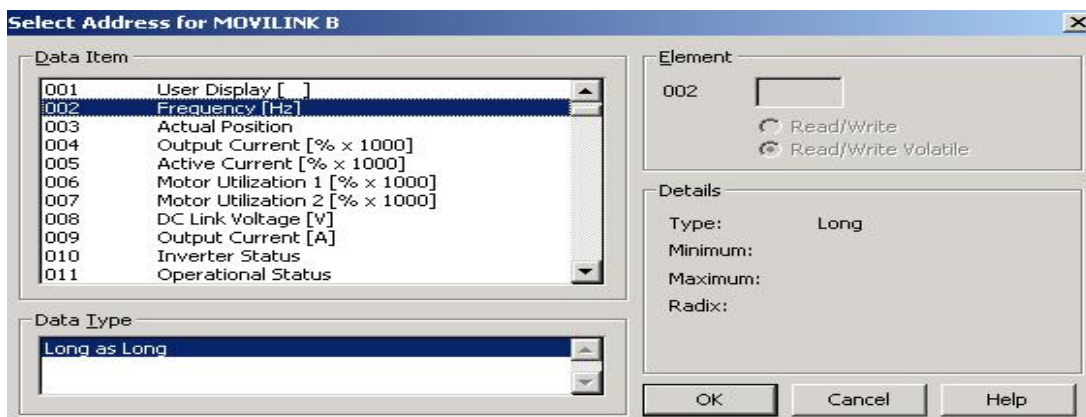 Select Address for MOVILINK B
Data Item
001 User Display [ ]
002 Frequency [Hz]
003 Actual Position
004 Output Current [% x 1000]
005 Active Current [% x 1000]
006 Motor Utilization 1 [% x 1000]
007 Motor Utilization 2 [% x 1000]
008 DC Link Voltage [V]
009 Output Current [A]
010 Inverter Status
011 Operational Status
Data Type
Long as Long
Element
002
Read/Write
Read/Write Volatile
Details
Type: Long
Minimum:
Maximum:
Radix:
OK Cancel Help